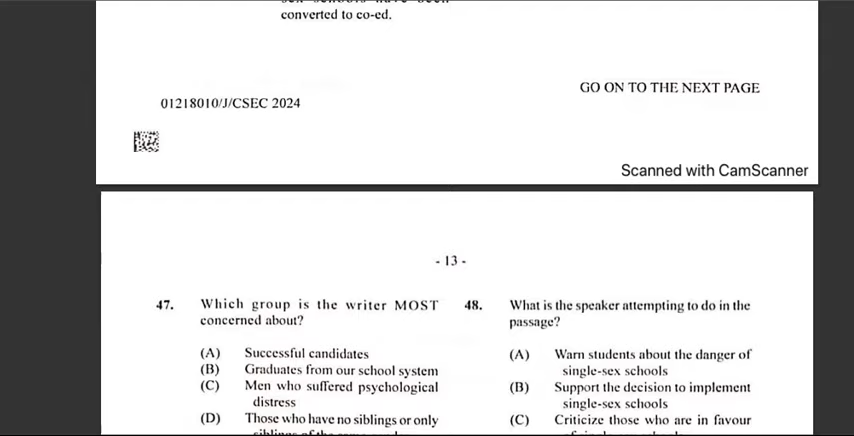 converted to co-ed.
GO ON TO THE NEXT PAGE
01218010/J/CSEC 2024
Scanned with CamScanner
- 13 -
47. Which group is the writer MOST
concerned about?
(A) Successful candidates
(B) Graduates from our school system
(C) Men who suffered psychological
distress
(D) Those who have no siblings or only
48. What is the speaker attempting to do in the
passage?
(A) Warn students about the danger of
single-sex schools
(B) Support the decision to implement
single-sex schools
(C) Criticize those who are in favour